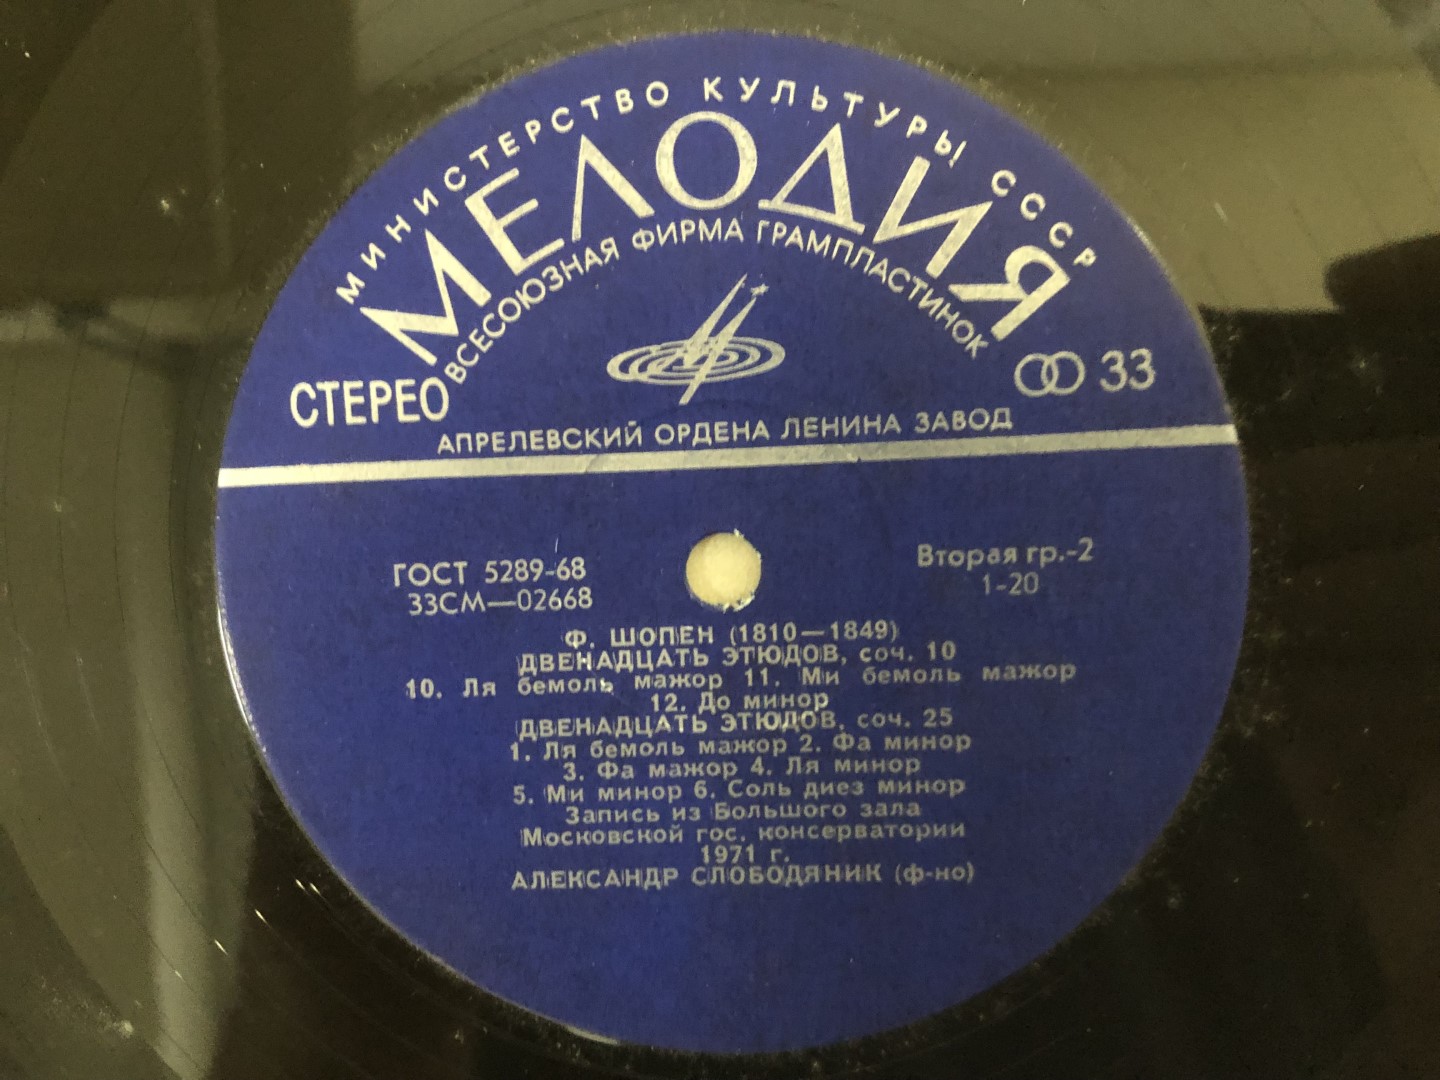 МИНИСТЕРСТВО КУЛЬТУРЫ СССР
МЕЛОДИЯ
ВСЕСОЮЗНАЯ ФИРМА ГРАМПЛАСТИНОК
СТЕРЕО
33
АПРЕЛЕВСКИЙ ОРДЕНА ЛЕНИНА ЗАВОД
ГОСТ 5289-68
33СМ—02668
Вторая гр.-2
1-20
Ф. ШОПЕН (1810—1849)
ДВЕНАДЦАТЬ ЭТЮДОВ, соч. 10
10. Ля бемоль мажор 11. Ми бемоль мажор
12. До минор
ДВЕНАДЦАТЬ ЭТЮДОВ, соч. 25
1. Ля бемоль мажор 2. Фа минор
3. Фа мажор 4. Ля минор
5. Ми минор 6. Соль диез минор
Запись из Большого зала
Московской гос. консерватории
1971 г.
АЛЕКСАНДР СЛОБОДЯНИК (ф-но)